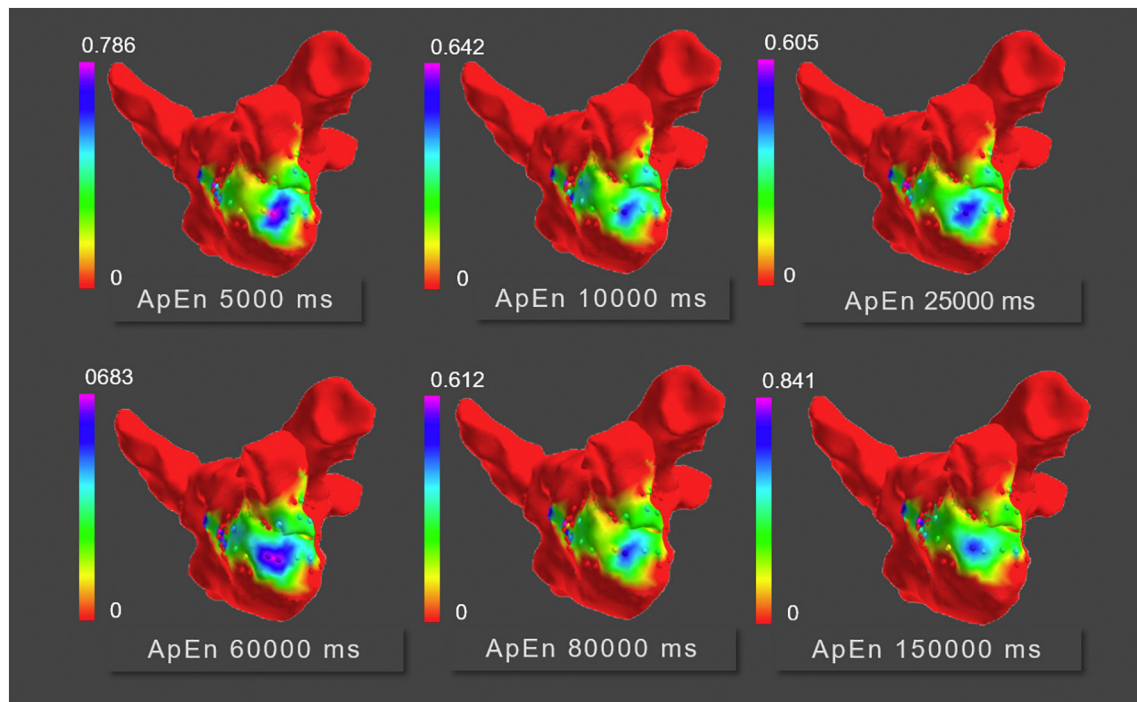 0.786
0
ApEn 5000 ms
0.642
0
ApEn 10000 ms
0.605
0
ApEn 25000 ms
0683
0
ApEn 60000 ms
0.612
0
ApEn 80000 ms
0.841
0
ApEn 150000 ms